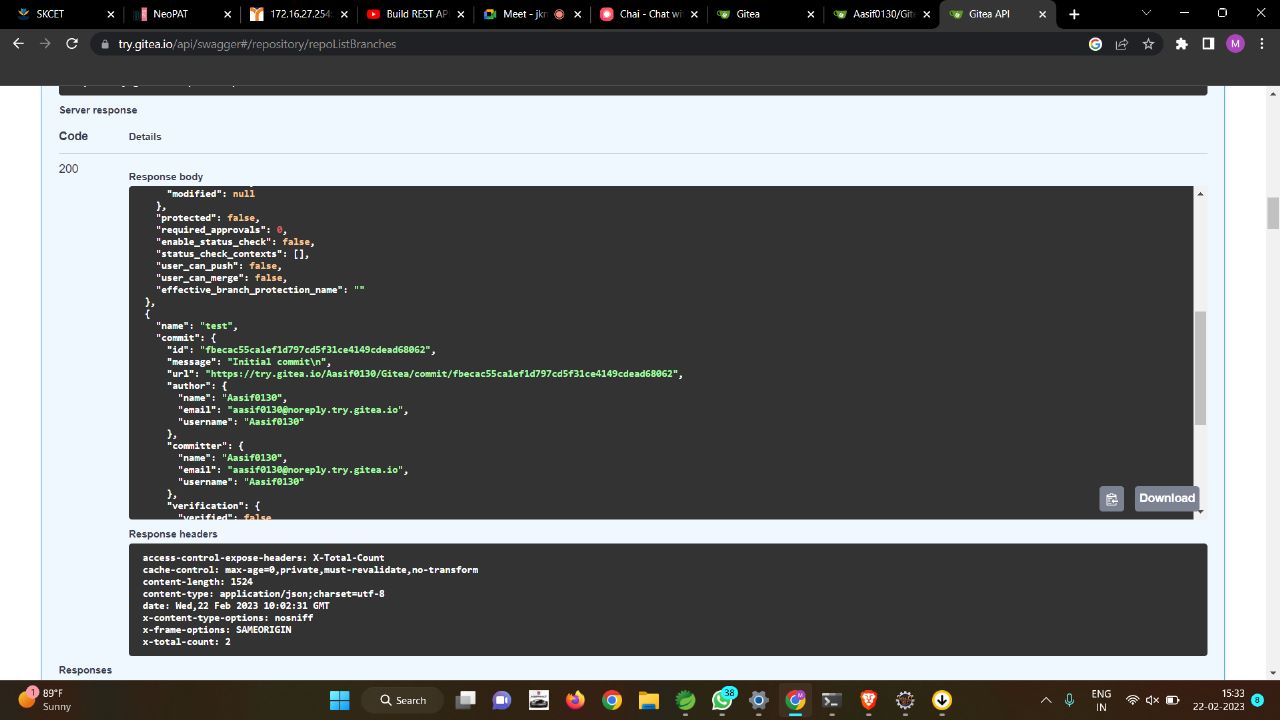 SKCET
NeoPAT
172.16.27.254
Build REST AP
Meet - jkr
Chai - Chat wit
Gitea
Aasif0130/Gite
Gitea API
try.gitea.io/api/swagger#/repository/repoListBranches
M
Server response
Code
Details
200
Response body
"modified": null
},
"protected": false,
"required_approvals": 0,
"enable_status_check": false,
"status_check_contexts": [],
"user_can_push": false,
"user_can_merge": false,
"effective_branch_protection_name": ""
},
{
"name": "test",
"commit": {
"id": "fbecac55ca1ef1d797cd5f31ce4149cdead68062",
"message": "Initial commit\n",
"url": "https://try.gitea.io/Aasif0130/Gitea/commit/fbecac55ca1ef1d797cd5f31ce4149cdead68062",
"author": {
"name": "Aasif0130",
"email": "aasif0130@noreply.try.gitea.io",
"username": "Aasif0130"
},
"committer": {
"name": "Aasif0130",
"email": "aasif0130@noreply.try.gitea.io",
"username": "Aasif0130"
},
"verification": {
"verified": false
Download
Response headers
access-control-expose-headers: X-Total-Count
cache-control: max-age=0,private,must-revalidate,no-transform
content-length: 1524
content-type: application/json;charset=utf-8
date: Wed,22 Feb 2023 10:02:31 GMT
x-content-type-options: nosniff
x-frame-options: SAMEORIGIN
x-total-count: 2
Responses
1
89°F
Sunny
Search
38
ENG
IN
15:33
22-02-2023
8